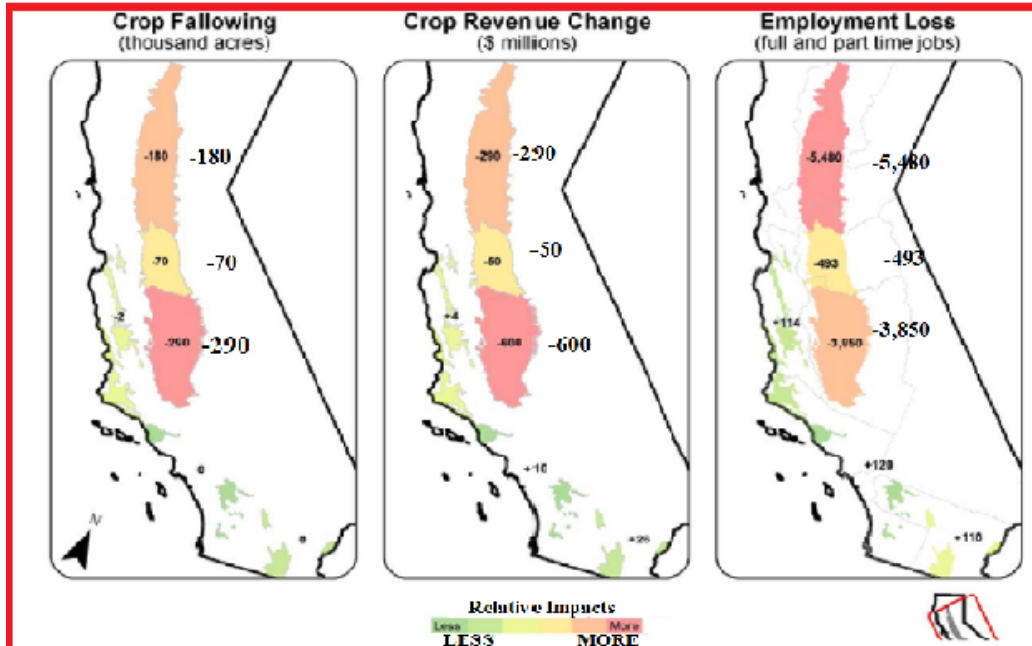 Crop Fallowing
(thousand acres)
-180
-180
-70
-70
-2
-290
-290
0
0
N
Crop Revenue Change
($ millions)
-290
-290
-50
-50
+4
-600
-600
+10
+26
Employment Loss
(full and part time jobs)
-5,480
-5,480
-493
-493
+114
-3,850
-3,850
+120
+110
Relative Impacts
Less More
LESS MORE